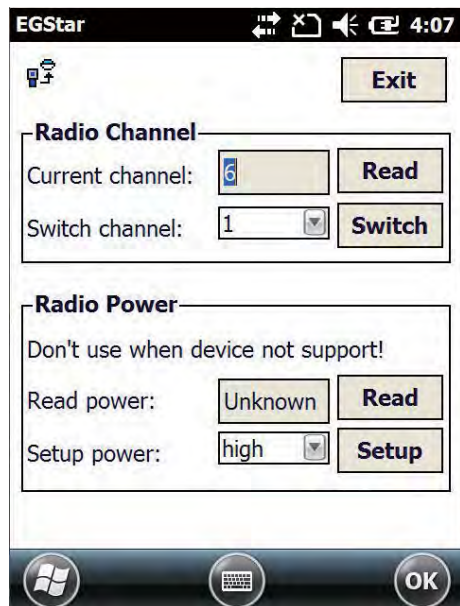 EGStar 4:07
Exit
Radio Channel
Current channel: 6 Read
Switch channel: 1 Switch
Radio Power
Don't use when device not support!
Read power: Unknown Read
Setup power: high Setup
OK